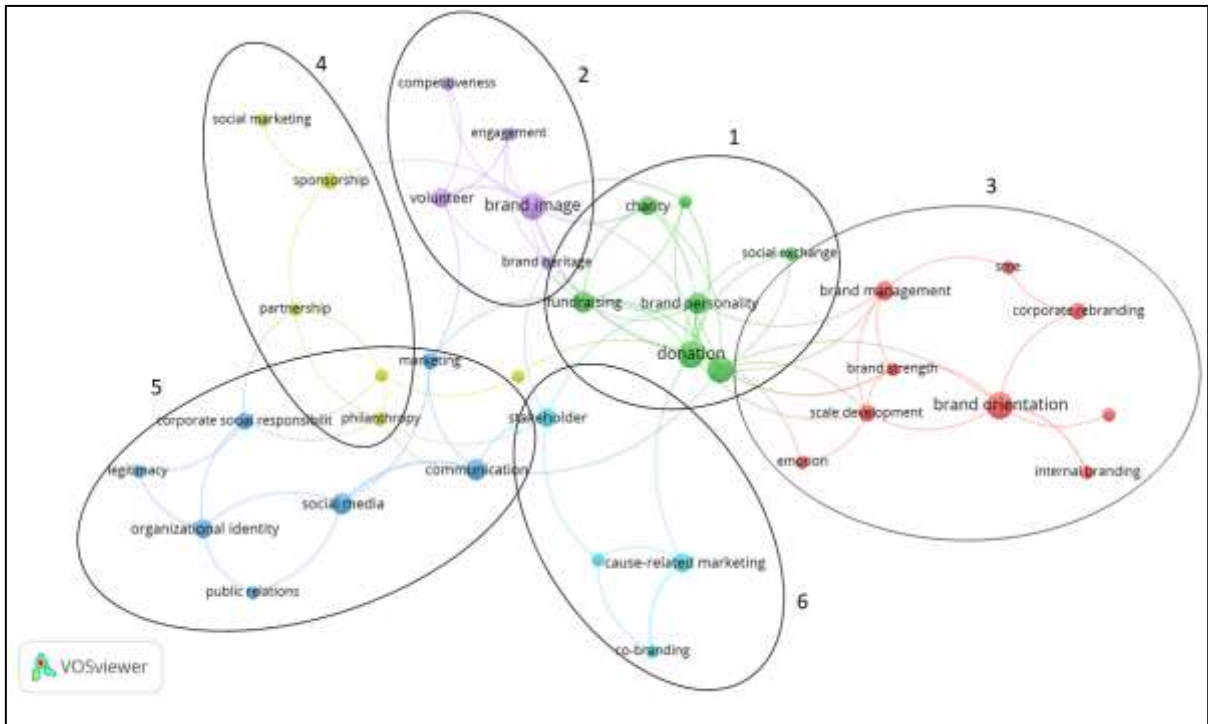 4
2
competitiveness
social marketing
engagement
1
sponsorship
volunteer
brand image
charity
3
brand heritage
social exchange
sme
brand management
fundraising
brand personality
partnership
corporate rebranding
donation
marketing
brand strength
5
corporate social responsibilit
philanthropy
stakeholder
scale development
brand orientation
emotion
legitimacy
communication
internal branding
social media
organizational identity
cause-related marketing
public relations
6
co-branding
VOSviewer